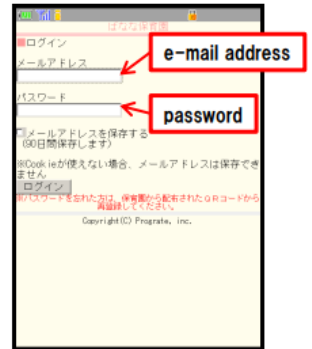 ばなな保育園
■ログイン
メールアドレス
e-mail address
パスワード
password
メールアドレスを保存する
(90日間保存します)
※Cookieが使えない場合、メールアドレスは保存でき
ません
ログイン
※パスワードを忘れた方は、保育園から配布されたQRコードから
再登録してください。
Copyright(C) Prograte, inc.